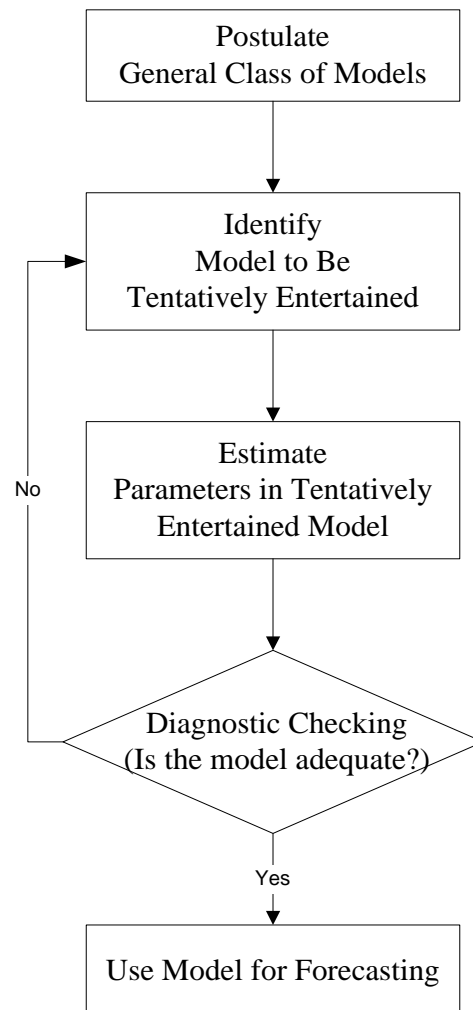 Postulate
General Class of Models
Identify
Model to Be
Tentatively Entertained
Estimate
Parameters in Tentatively
Entertained Model
No
Diagnostic Checking
(Is the model adequate?)
Yes
Use Model for Forecasting